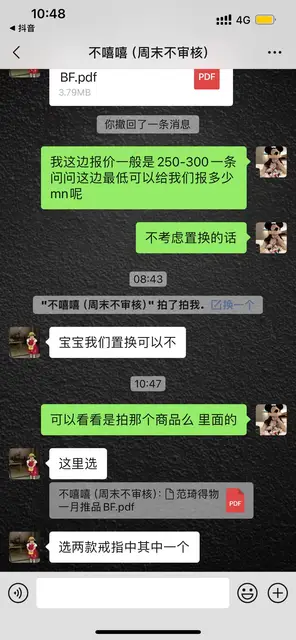 10:48
4G
抖音
不嘻嘻（周末不审核）
BF.pdf
3.79MB
PDF
你撤回了一条消息
我这边报价一般是250-300一条
问问这边最低可以给我们报多少
mn呢
不考虑置换的话
08:43
"不嘻嘻（周末不审核）"拍了拍我. 换一个
宝宝我们置换可以不
10:47
可以看看是拍那个商品么 里面的
这里选
不嘻嘻（周末不审核）：范琦得物
一月推品BF.pdf
PDF
选两款戒指中其中一个